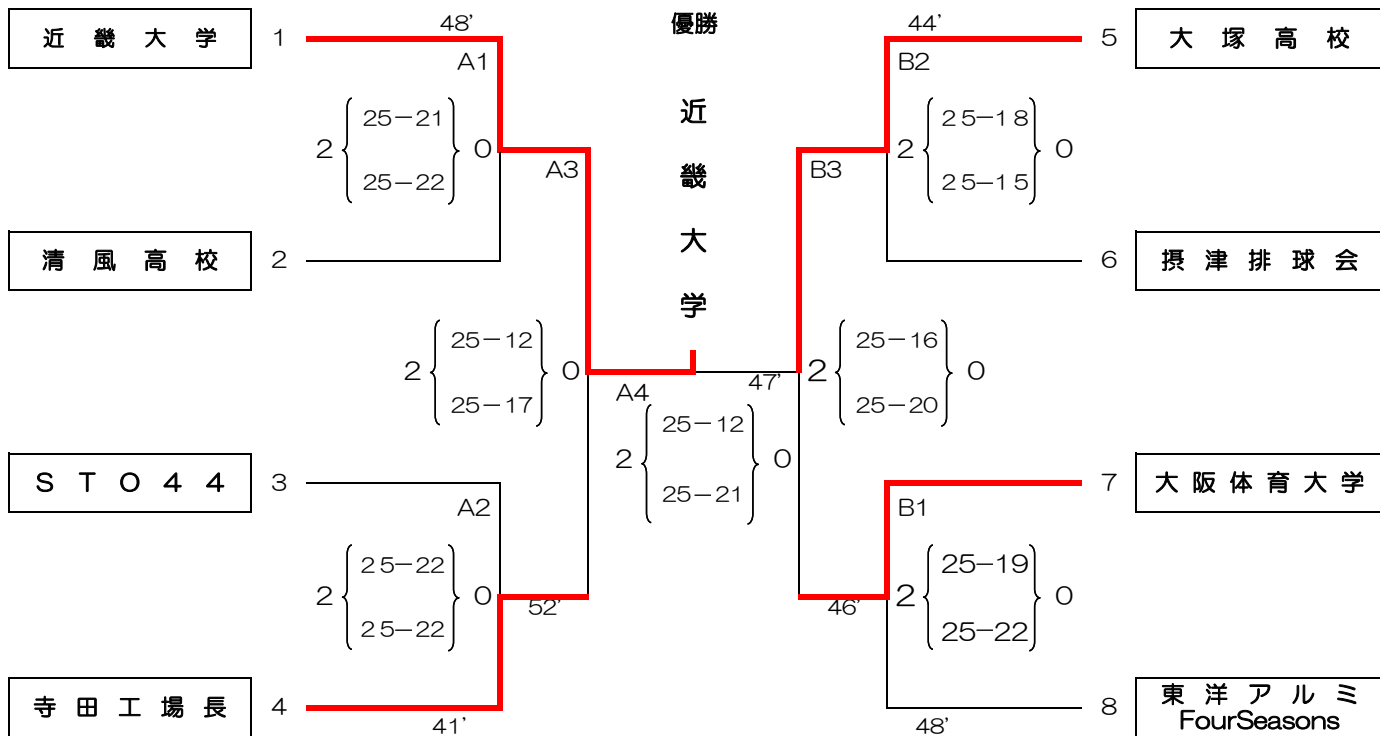 優勝
近畿大学
近畿大学 1
48'
A1
2 25-21 0
25-22
清風高校 2
A3
2 25-12 0
25-17
STO44 3
A2
2 25-22 0
25-22
52'
寺田工場長 4
41'
A4
47'
2 25-12 0
25-21
44'
5 大塚高校
B2
2 25-18 0
25-15
B3
6 摂津排球会
2 25-16 0
25-20
7 大阪体育大学
B1
2 25-19 0
25-22
46'
8 東洋アルミ
FourSeasons
48'